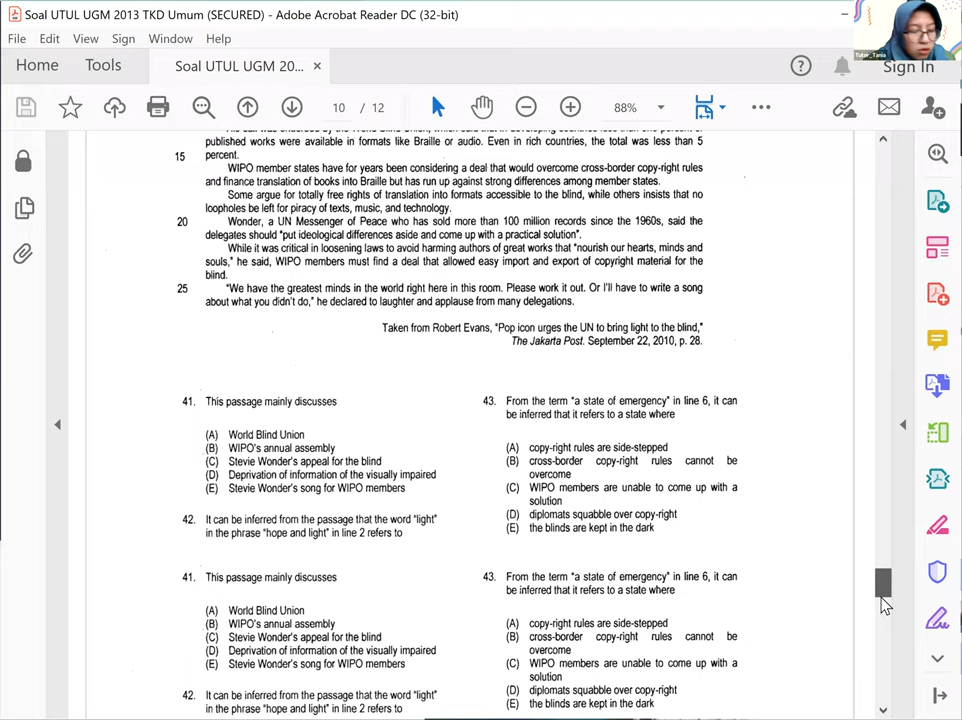 Soal UTUL UGM 2013 TKD Umum (SECURED) - Adobe Acrobat Reader DC (32-bit)
File Edit View Sign Window Help
Home Tools Soal UTUL UGM 20... × Sign In
10 / 12 88%
Tutor_Tania
published works were available in formats like Braille or audio. Even in rich countries, the total was less than 5
15 percent.
WIPO member states have for years been considering a deal that would overcome cross-border copy-right rules
and finance translation of books into Braille but has run up against strong differences among member states.
Some argue for totally free rights of translation into formats accessible to the blind, while others insists that no
loopholes be left for piracy of texts, music, and technology.
20 Wonder, a UN Messenger of Peace who has sold more than 100 million records since the 1960s, said the
delegates should "put ideological differences aside and come up with a practical solution".
While it was critical in loosening laws to avoid harming authors of great works that "nourish our hearts, minds and
souls," he said, WIPO members must find a deal that allowed easy import and export of copyright material for the
blind.
25 "We have the greatest minds in the world right here in this room. Please work it out. Or I'll have to write a song
about what you didn't do," he declared to laughter and applause from many delegations.
Taken from Robert Evans, "Pop icon urges the UN to bring light to the blind,"
The Jakarta Post. September 22, 2010, p. 28.
41. This passage mainly discusses
(A) World Blind Union
(B) WIPO's annual assembly
(C) Stevie Wonder's appeal for the blind
(D) Deprivation of information of the visually impaired
(E) Stevie Wonder's song for WIPO members
42. It can be inferred from the passage that the word "light"
in the phrase "hope and light" in line 2 refers to
43. From the term "a state of emergency" in line 6, it can
be inferred that it refers to a state where
(A) copy-right rules are side-stepped
(B) cross-border copy-right rules cannot be
overcome
(C) WIPO members are unable to come up with a
solution
(D) diplomats squabble over copy-right
(E) the blinds are kept in the dark
41. This passage mainly discusses
(A) World Blind Union
(B) WIPO's annual assembly
(C) Stevie Wonder's appeal for the blind
(D) Deprivation of information of the visually impaired
(E) Stevie Wonder's song for WIPO members
42. It can be inferred from the passage that the word "light"
in the phrase "hope and light" in line 2 refers to
43. From the term "a state of emergency" in line 6, it can
be inferred that it refers to a state where
(A) copy-right rules are side-stepped
(B) cross-border copy-right rules cannot be
overcome
(C) WIPO members are unable to come up with a
solution
(D) diplomats squabble over copy-right
(E) the blinds are kept in the dark